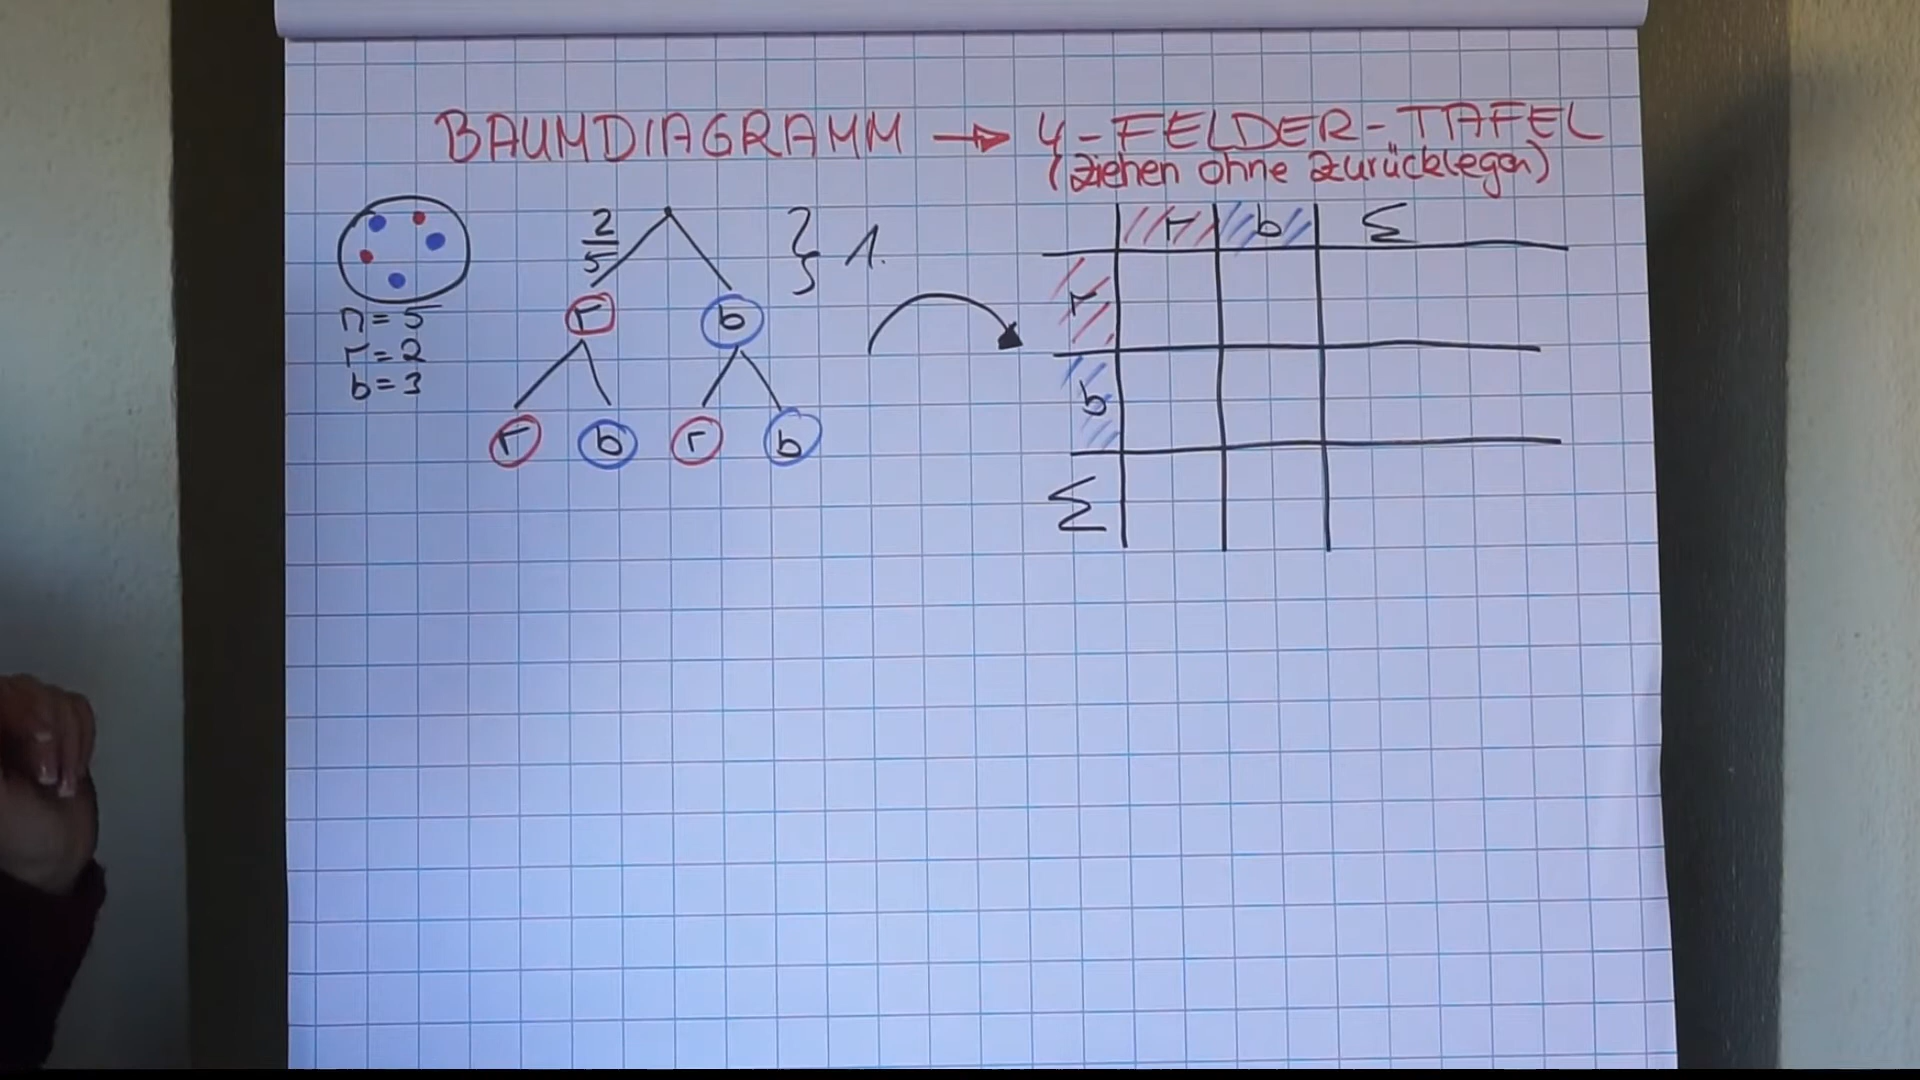 BAUMDIAGRAMM → 4-FELDER-TAFEL
(ziehen ohne Zurücklegen)
n=5
r=2
b=3
2/5
} 1.
r b
r b r b
r b Σ
r
b
Σ